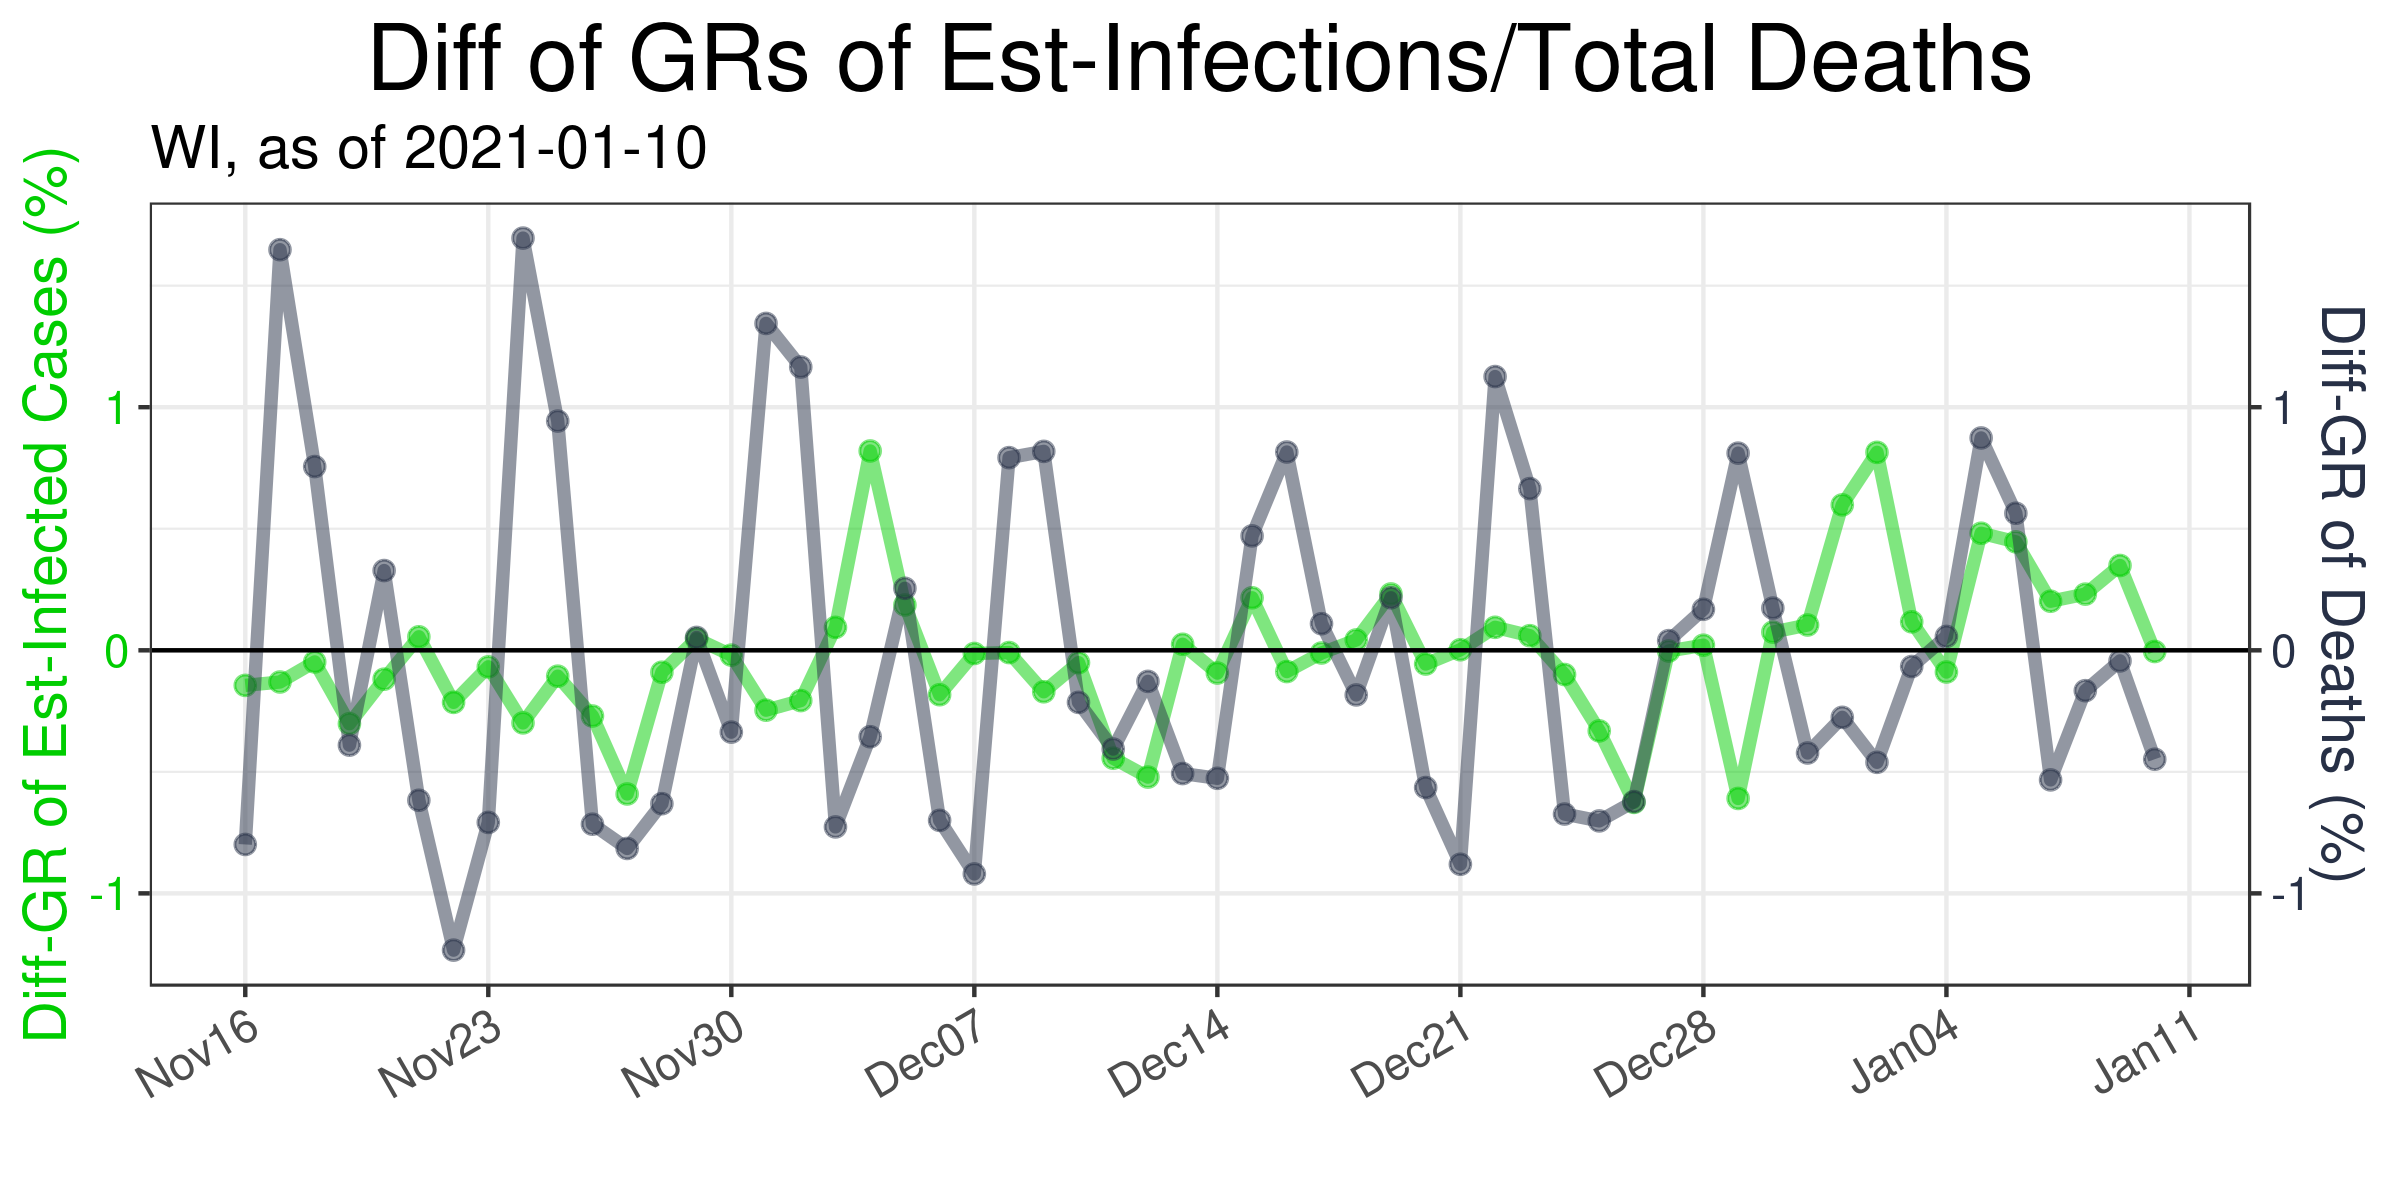 Diff of GRs of Est-Infections/Total Deaths
WI, as of 2021-01-10
Diff-GR of Est-Infected Cases (%)
1
0
-1
1
0
-1
Diff-GR of Deaths (%)
Nov16
Nov23
Nov30
Dec07
Dec14
Dec21
Dec28
Jan04
Jan11